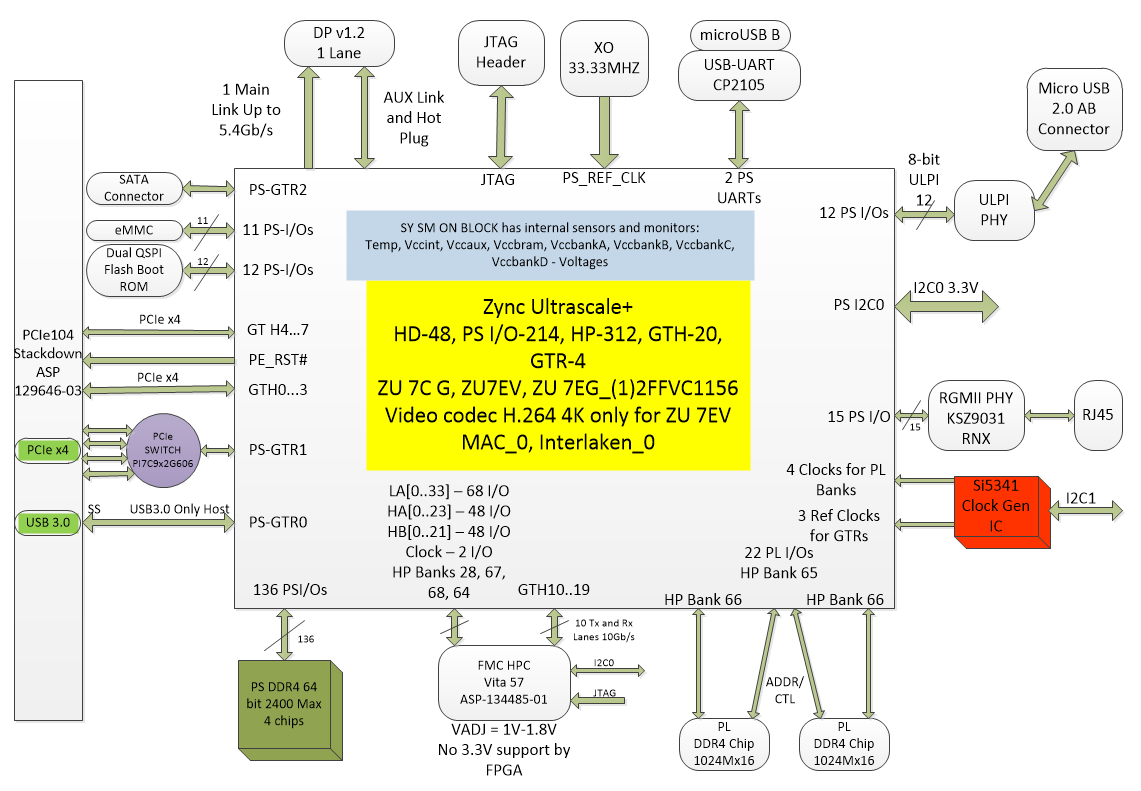 DP v1.2
1 Lane
JTAG
Header
XO
33.33MHZ
microUSB B
USB-UART
CP2105
Micro USB
2.0 AB
Connector
1 Main
Link Up to
5.4Gb/s
AUX Link
and Hot
Plug
8-bit
ULPI
12
ULPI
PHY
SATA
Connector
PS-GTR2
JTAG
PS_REF_CLK
2 PS
UARTs
12 PS I/Os
eMMC
11
11 PS-I/Os
Dual QSPI
Flash Boot
ROM
12
12 PS-I/Os
SY SM ON BLOCK has internal sensors and monitors:
Temp, Vccint, Vccaux, Vccbram, VccbankA, VccbankB, VccbankC,
VccbankD - Voltages
PS I2C0
I2C0 3.3V
Zync Ultrascale+
HD-48, PS I/O-214, HP-312, GTH-20,
GTR-4
ZU 7C G, ZU7EV, ZU 7EG_(1)2FFVC1156
Video codec H.264 4K only for ZU 7EV
MAC_0, Interlaken_0
PCIe104
Stackdown
ASP
129646-03
PCIe x4
GT H4...7
PE_RST#
PCIe x4
GTH0...3
15 PS I/O
15
RGMII PHY
KSZ9031
RNX
RJ45
PCIe x4
PCIe
SWITCH
PI7C9x2G606
PS-GTR1
USB 3.0
SS
USB3.0 Only Host
PS-GTR0
4 Clocks for PL
Banks
3 Ref Clocks
for GTRs
Si5341
Clock Gen
IC
I2C1
LA[0..33] – 68 I/O
HA[0..23] – 48 I/O
HB[0..21] – 48 I/O
Clock – 2 I/O
HP Banks 28, 67,
68, 64
22 PL I/Os
HP Bank 65
136 PSI/Os
GTH10..19
HP Bank 66
HP Bank 66
136
10 Tx and Rx
Lanes 10Gb/s
PS DDR4 64
bit 2400 Max
4 chips
FMC HPC
Vita 57
ASP-134485-01
I2C0
JTAG
VADJ = 1V-1.8V
No 3.3V support by
FPGA
ADDR/
CTL
PL
DDR4 Chip
1024Mx16
PL
DDR4 Chip
1024Mx16